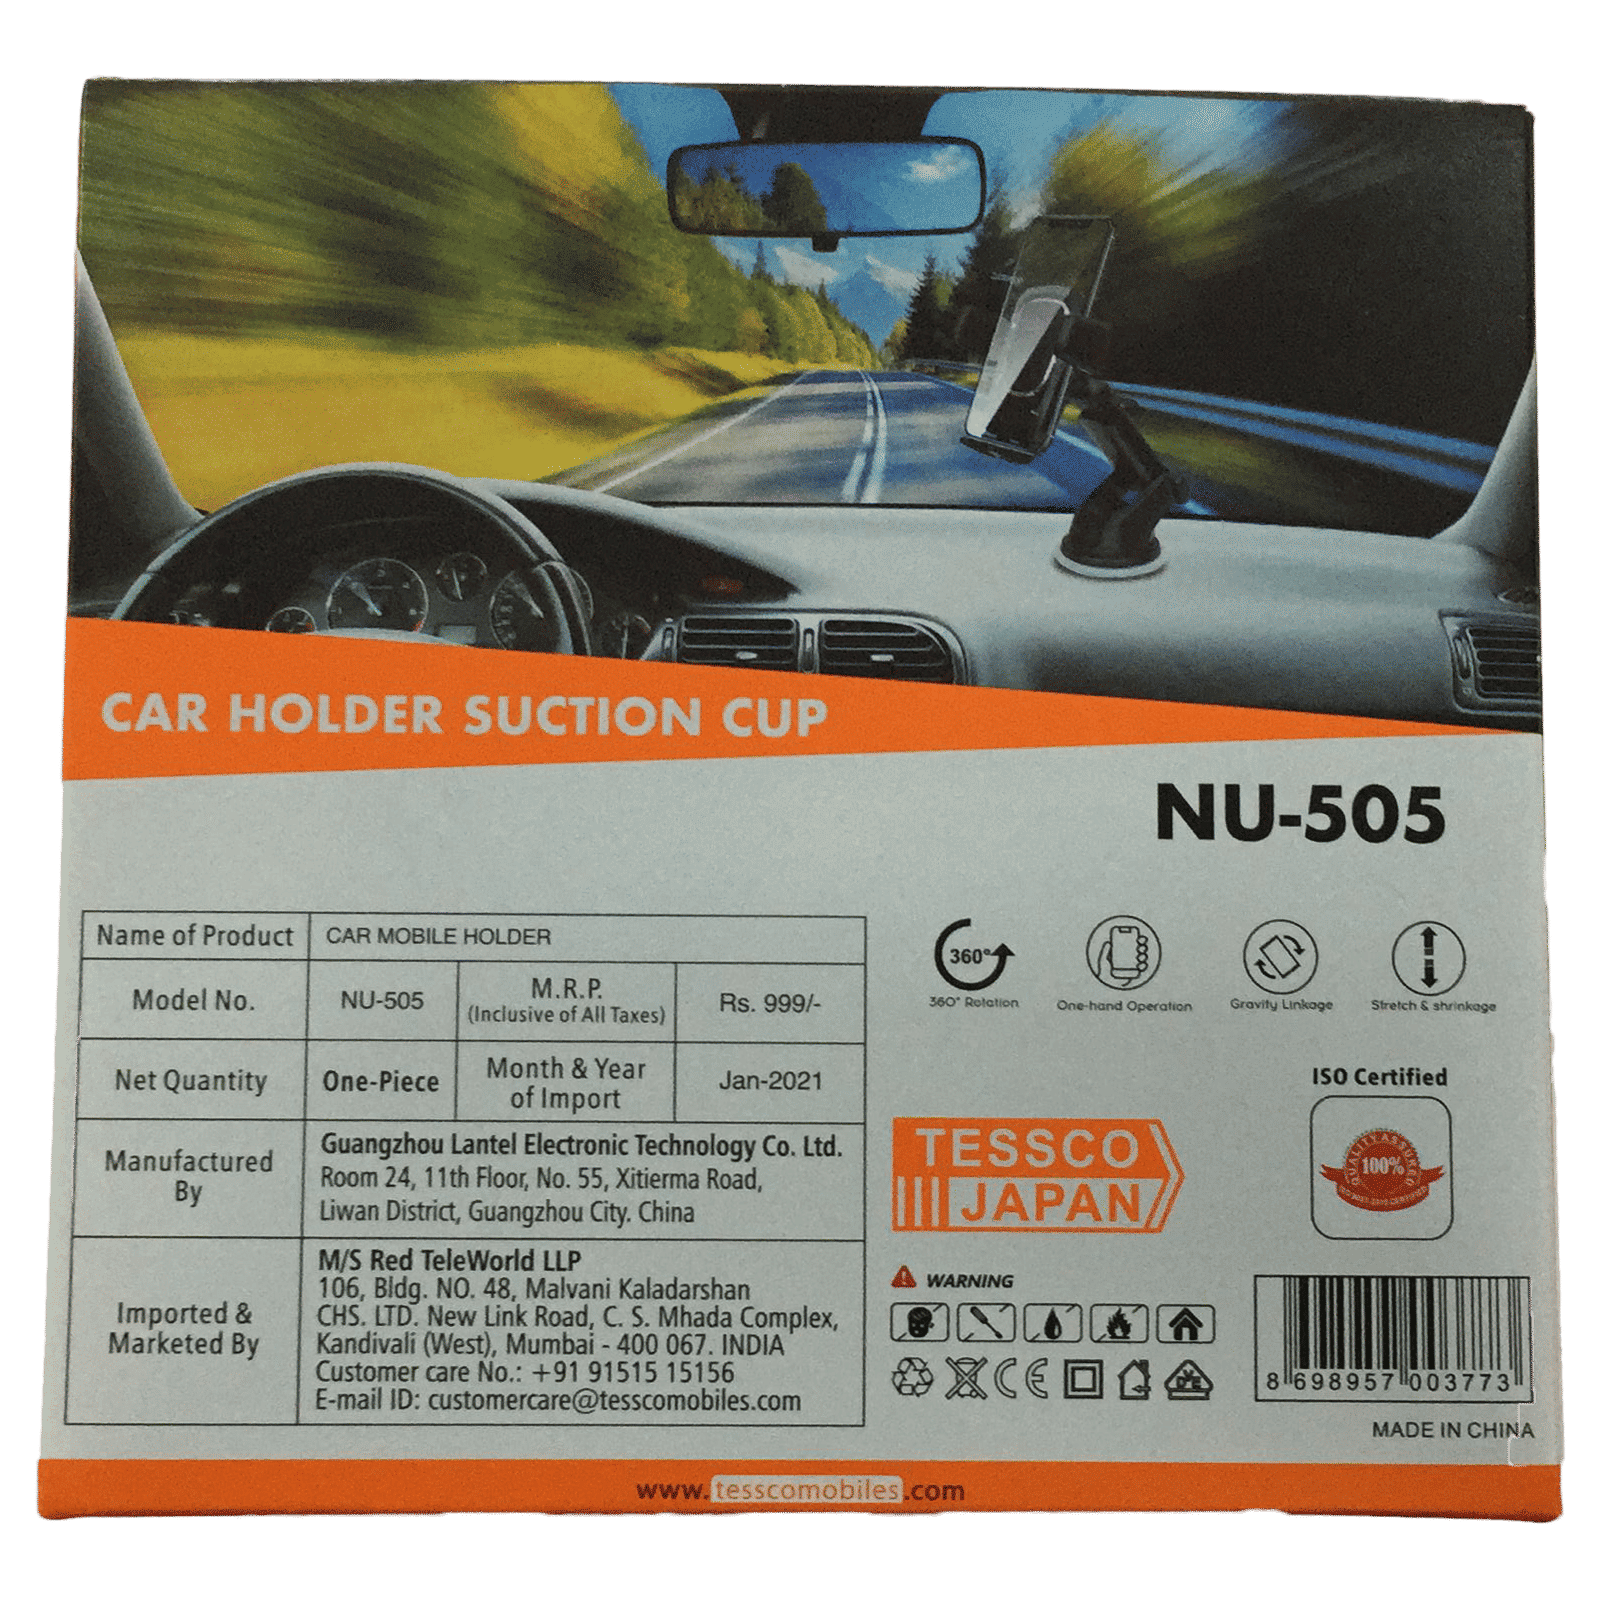 CAR HOLDER SUCTION CUP
NU-505
Name of Product CAR MOBILE HOLDER
Model No. NU-505 M.R.P. (Inclusive of All Taxes) Rs. 999/-
Net Quantity One-Piece Month & Year of Import Jan-2021
Manufactured By
Guangzhou Lantel Electronic Technology Co. Ltd.
Room 24, 11th Floor, No. 55, Xitierma Road,
Liwan District, Guangzhou City. China
Imported & Marketed By
M/S Red TeleWorld LLP
106, Bldg. NO. 48, Malvani Kaladarshan
CHS. LTD. New Link Road, C. S. Mhada Complex,
Kandivali (West), Mumbai - 400 067. INDIA
Customer care No.: +91 91515 15156
E-mail ID: customercare@tesscomobiles.com
360°
360° Rotation
One-hand Operation
Gravity Linkage
Stretch & shrinkage
ISO Certified
QUALITY ASSURED
100%
TESSCO
JAPAN
WARNING
CE
8 698957 003773
MADE IN CHINA
www.tesscomobiles.com